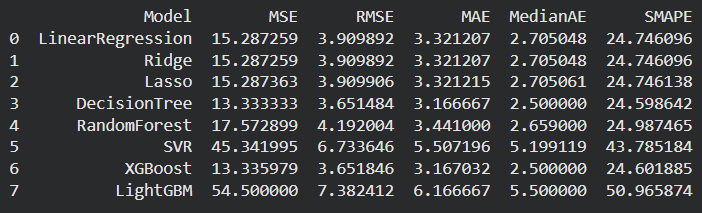 Model MSE RMSE MAE MedianAE SMAPE
0 LinearRegression 15.287259 3.909892 3.321207 2.705048 24.746096
1 Ridge 15.287259 3.909892 3.321207 2.705048 24.746096
2 Lasso 15.287363 3.909906 3.321215 2.705061 24.746138
3 DecisionTree 13.333333 3.651484 3.166667 2.500000 24.598642
4 RandomForest 17.572899 4.192004 3.441000 2.659000 24.987465
5 SVR 45.341995 6.733646 5.507196 5.199119 43.785184
6 XGBoost 13.335979 3.651846 3.167032 2.500000 24.601885
7 LightGBM 54.500000 7.382412 6.166667 5.500000 50.965874